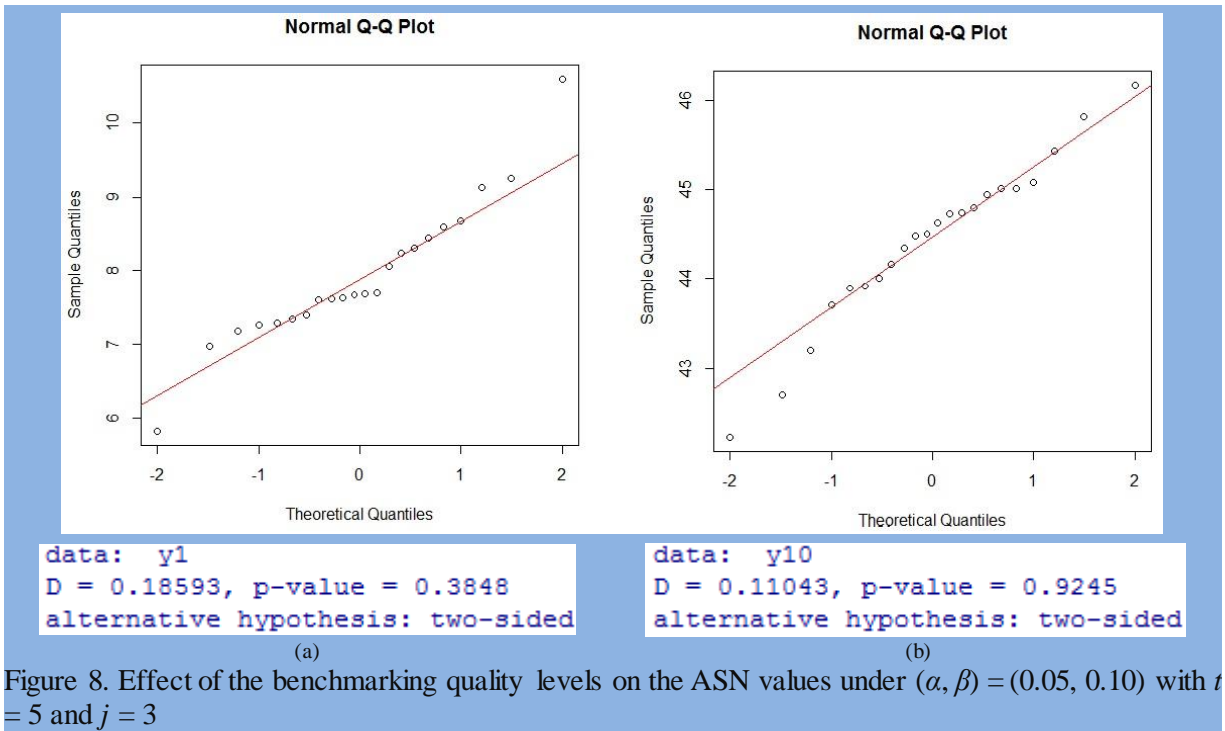 Normal Q-Q Plot
10
9
8
7
6
Sample Quantiles
-2 -1 0 1 2
Theoretical Quantiles
data: y1
D = 0.18593, p-value = 0.3848
alternative hypothesis: two-sided
(a)
Normal Q-Q Plot
46
45
44
43
Sample Quantiles
-2 -1 0 1 2
Theoretical Quantiles
data: y10
D = 0.11043, p-value = 0.9245
alternative hypothesis: two-sided
(b)
Figure 8. Effect of the benchmarking quality levels on the ASN values under (α, β) = (0.05, 0.10) with t
= 5 and j = 3